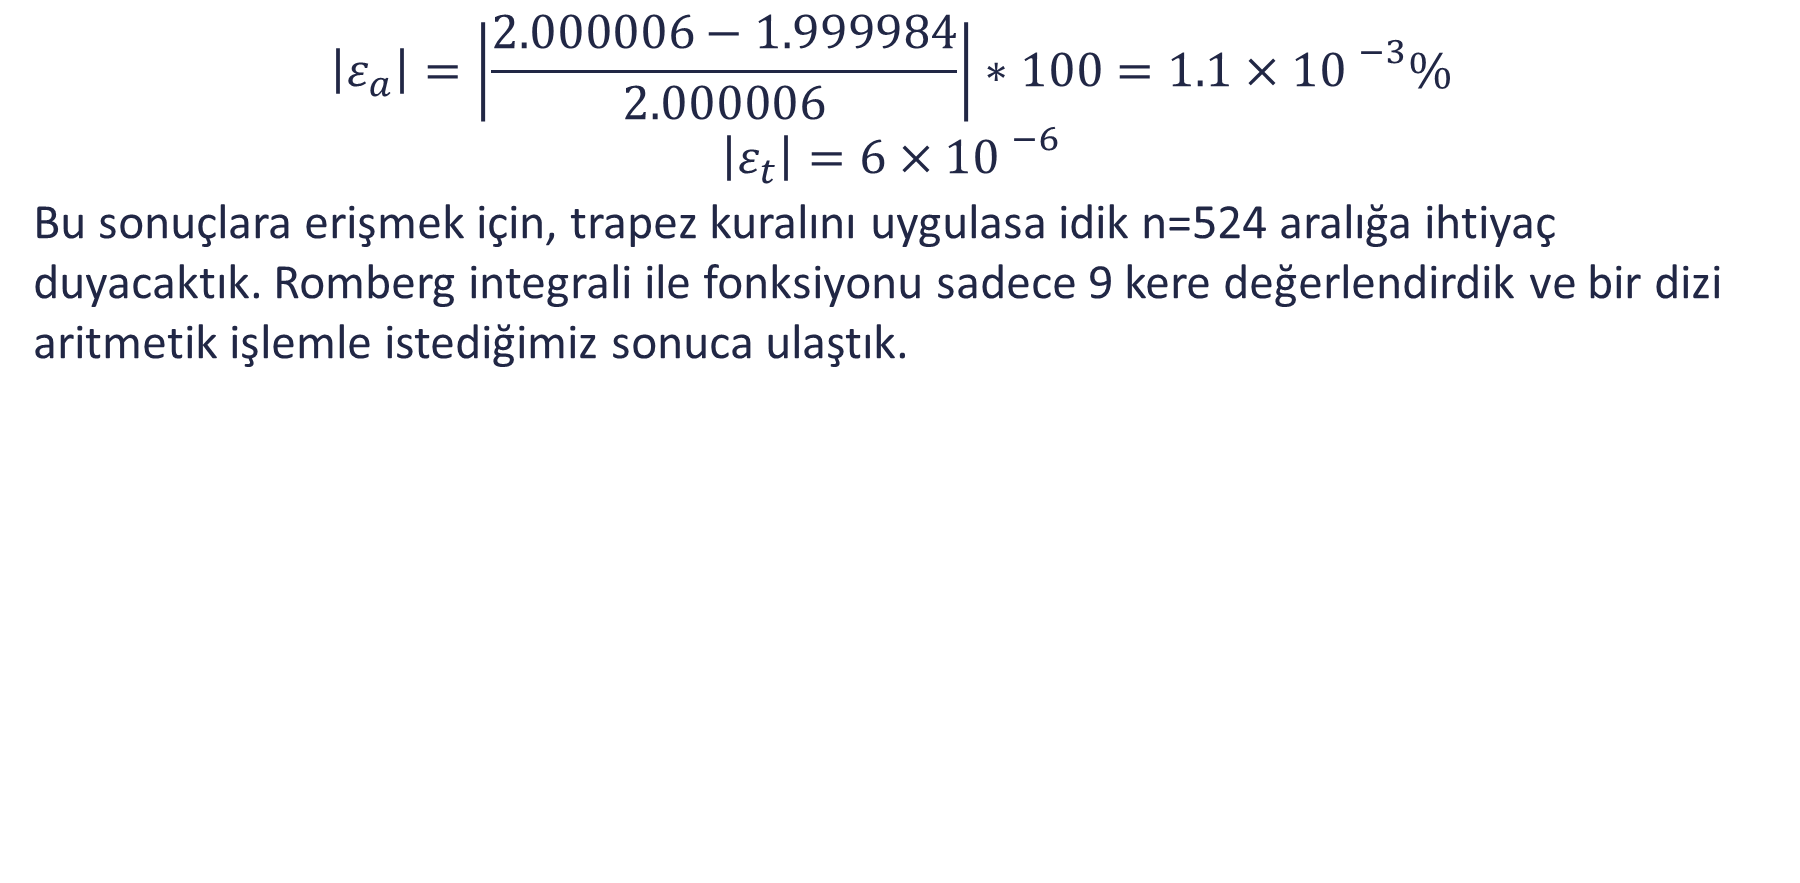 |εₐ| = |(2.000006 − 1.999984)/2.000006| ∗ 100 = 1.1 × 10 ⁻³%
|εₜ| = 6 × 10 ⁻⁶
Bu sonuçlara erişmek için, trapez kuralını uygulasa idik n=524 aralığa ihtiyaç
duyacaktık. Romberg integrali ile fonksiyonu sadece 9 kere değerlendirdik ve bir dizi
aritmetik işlemle istediğimiz sonuca ulaştık.